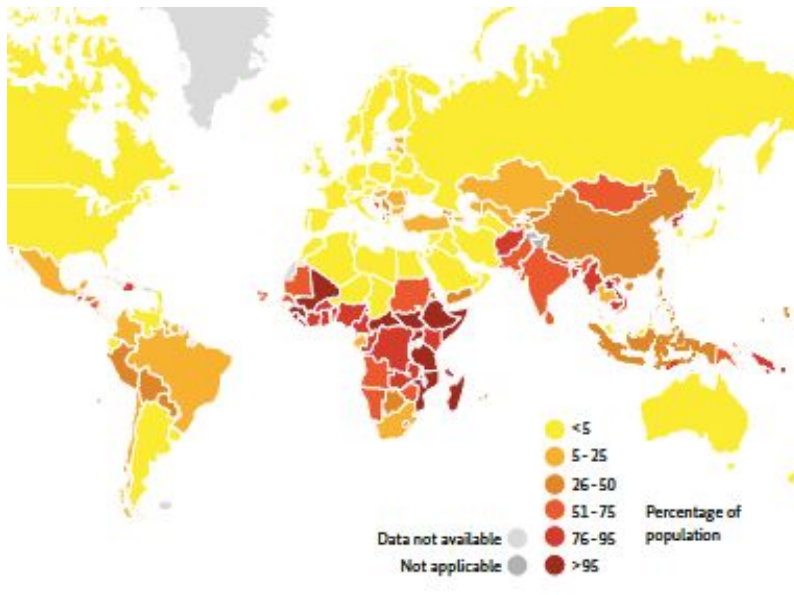 <5
5-25
26-50
51-75
76-95
>95
Percentage of
population
Data not available
Not applicable